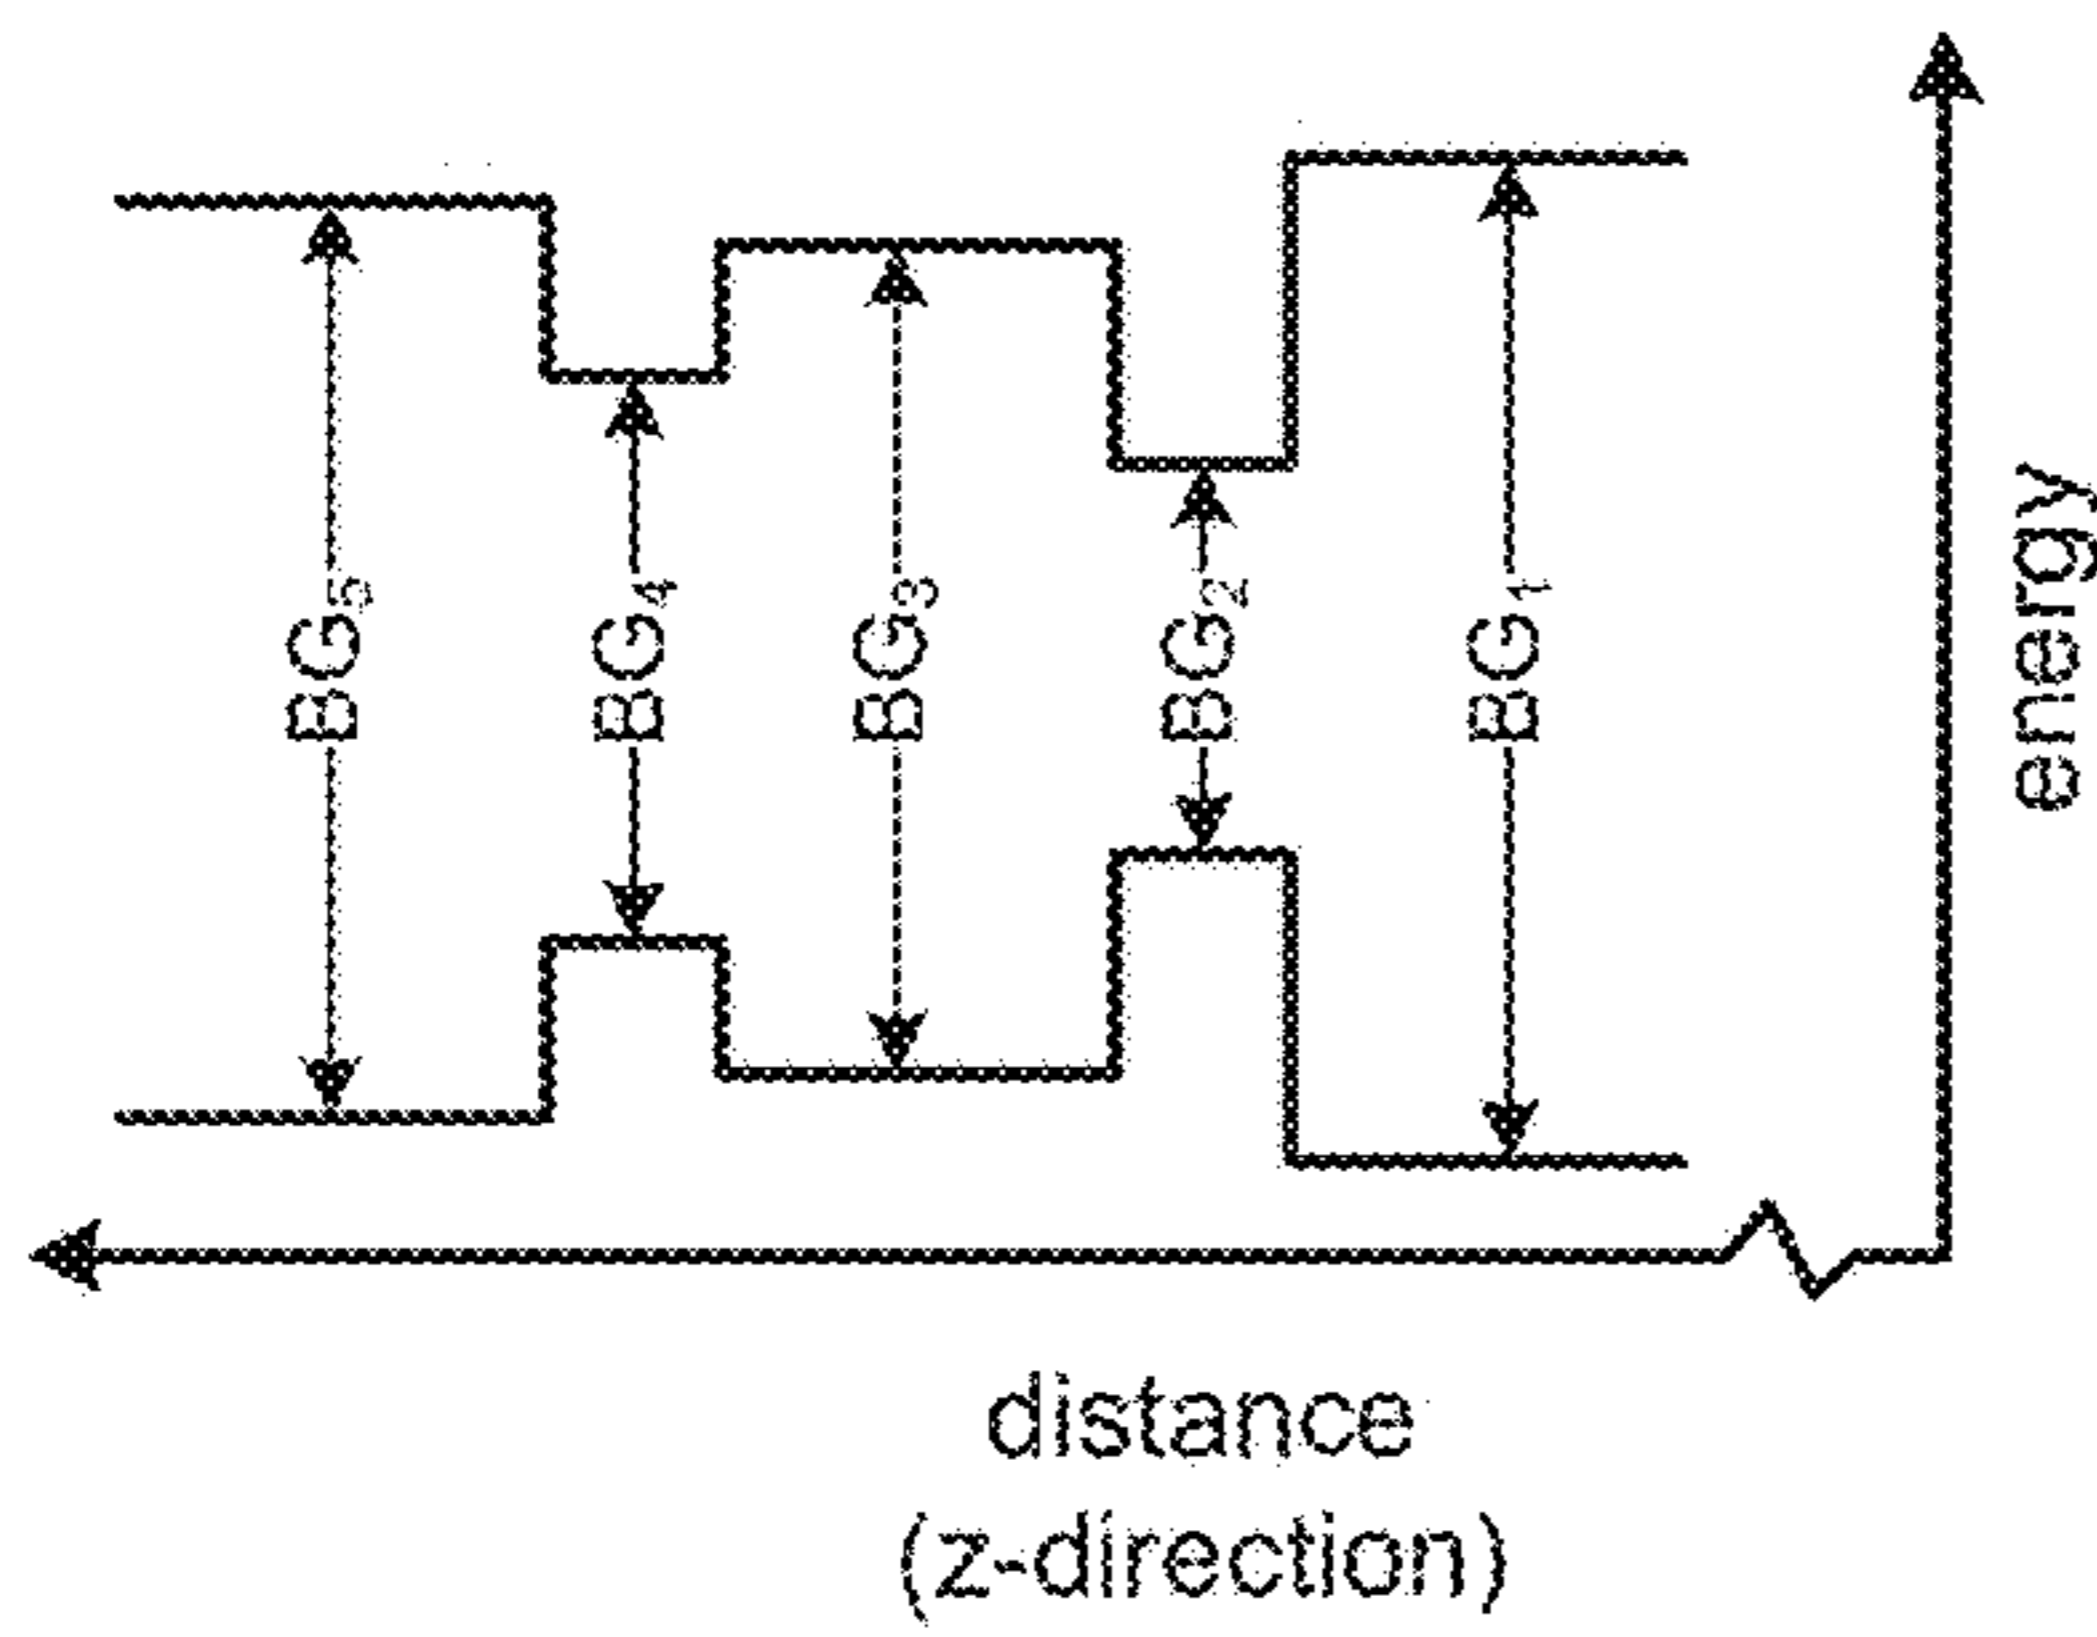 BG₅
BG₄
BG₃
BG₂
BG₁
energy
distance
(z-direction)